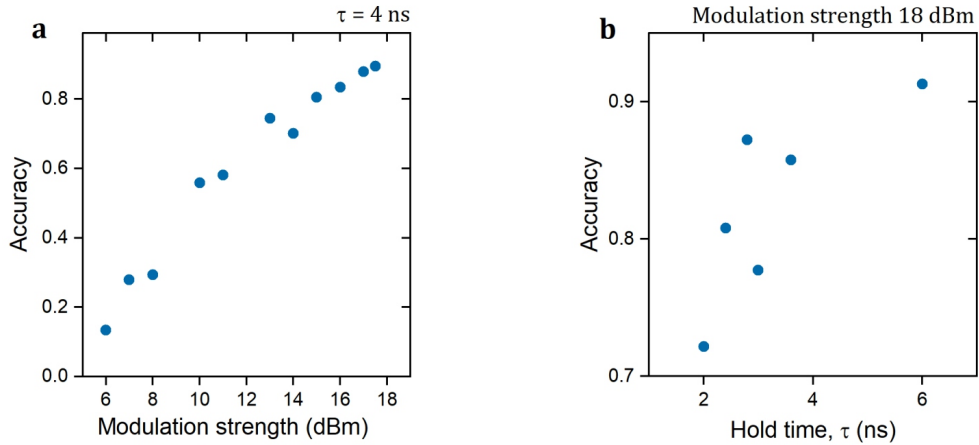 τ = 4 ns
a
0.8
0.6
0.4
0.2
0.0
Accuracy
6 7 8 10 11 12 14 16 18
Modulation strength (dBm)
Modulation strength 18 dBm
b
0.9
0.8
0.7
Accuracy
2 4 6
Hold time, τ (ns)